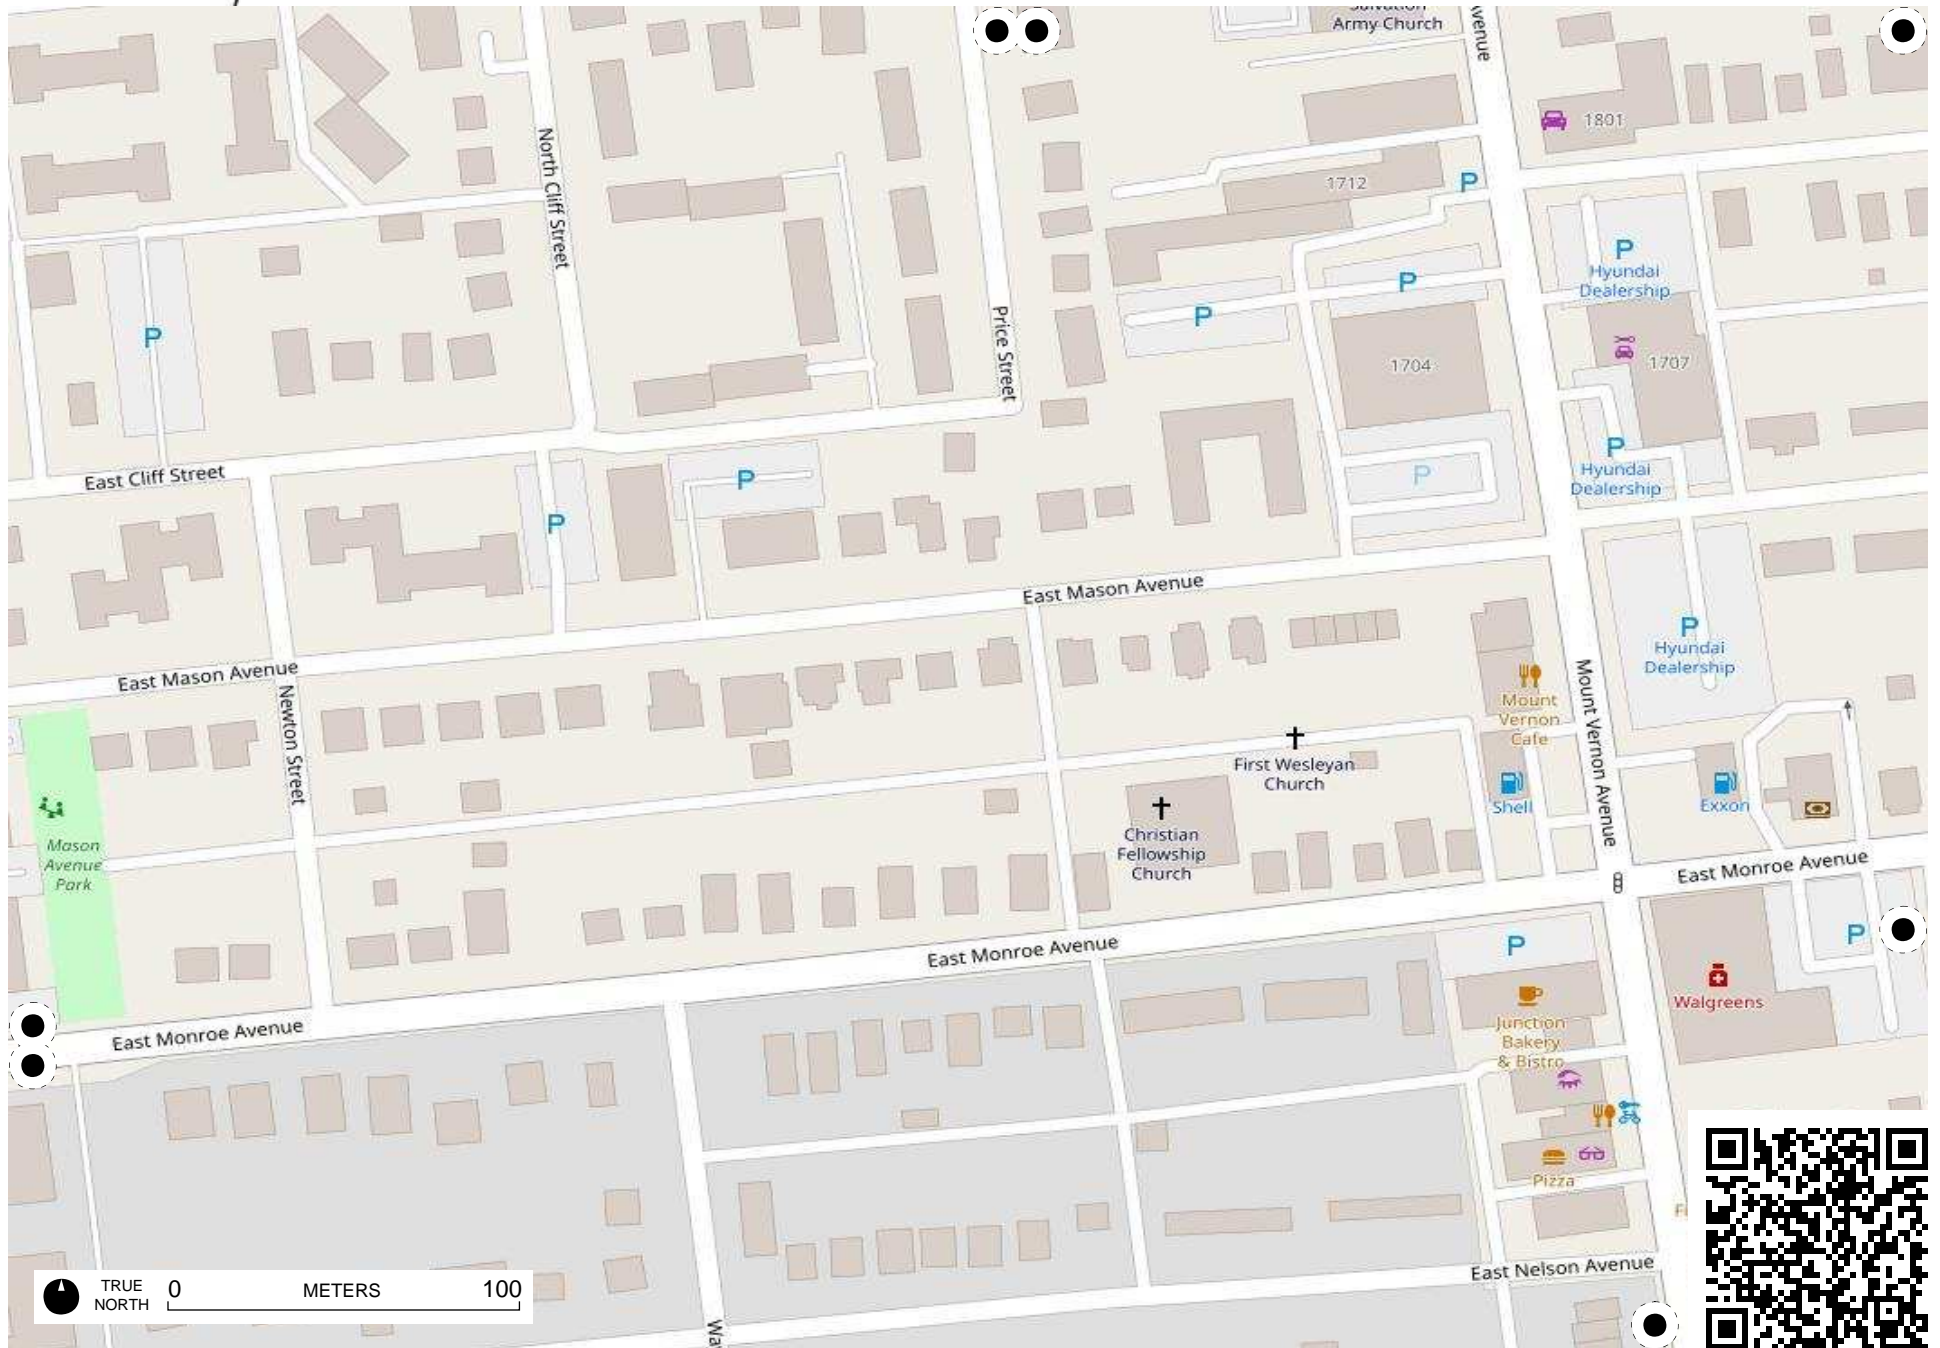 Army Church
venue
1801
1712
P
North Cliff Street
P
Hyundai
Dealership
P
P
P
Price Street
1704
1707
P
Hyundai
Dealership
East Cliff Street
P
P
P
East Mason Avenue
P
Hyundai
Dealership
East Mason Avenue
Newton Street
Mount Vernon Avenue
Mount
Vernon
Cafe
First Wesleyan
Church
Shell
Exxon
Christian
Fellowship
Church
Mason
Avenue
Park
East Monroe Avenue
East Monroe Avenue
P
P
Walgreens
East Monroe Avenue
Junction
Bakery
& Bistro
Pizza
East Nelson Avenue
TRUE
NORTH
0 METERS 100
Wa